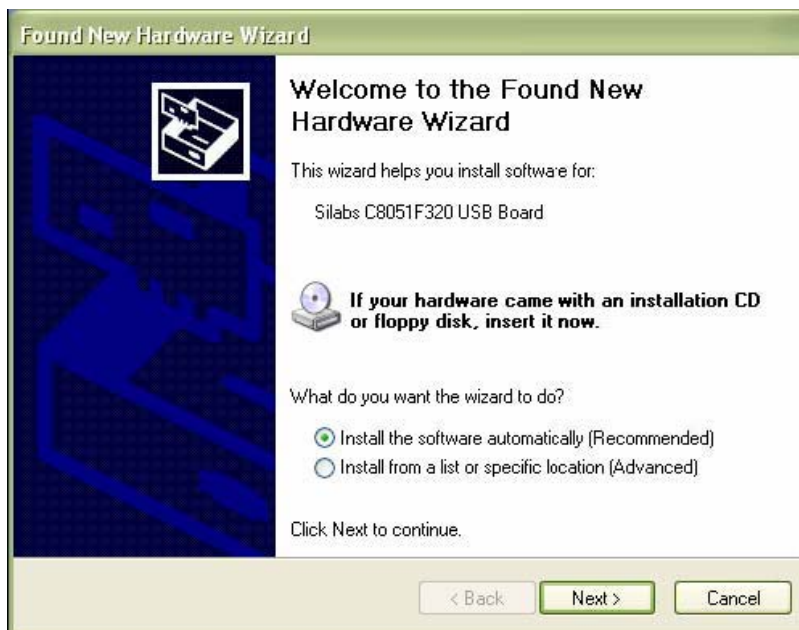 Found New Hardware Wizard
Welcome to the Found New
Hardware Wizard
This wizard helps you install software for:
Silabs C8051F320 USB Board
If your hardware came with an installation CD
or floppy disk, insert it now.
What do you want the wizard to do?
Install the software automatically (Recommended)
Install from a list or specific location (Advanced)
Click Next to continue.
< Back Next > Cancel